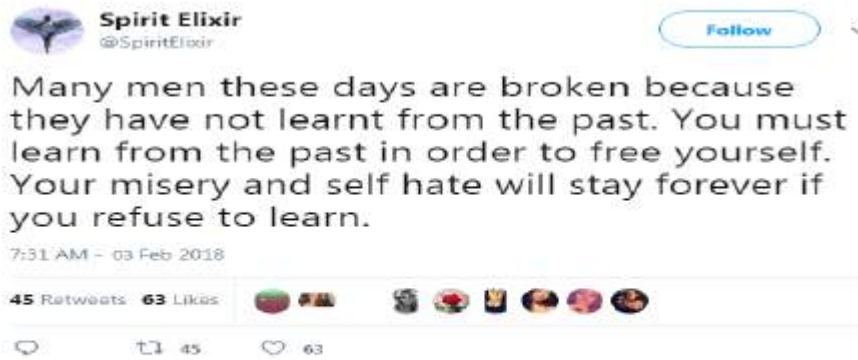 Spirit Elixir
@SpiritElixir
Follow
Many men these days are broken because
they have not learnt from the past. You must
learn from the past in order to free yourself.
Your misery and self hate will stay forever if
you refuse to learn.
7:31 AM - 03 Feb 2018
45 Retweets 63 Likes
45 63